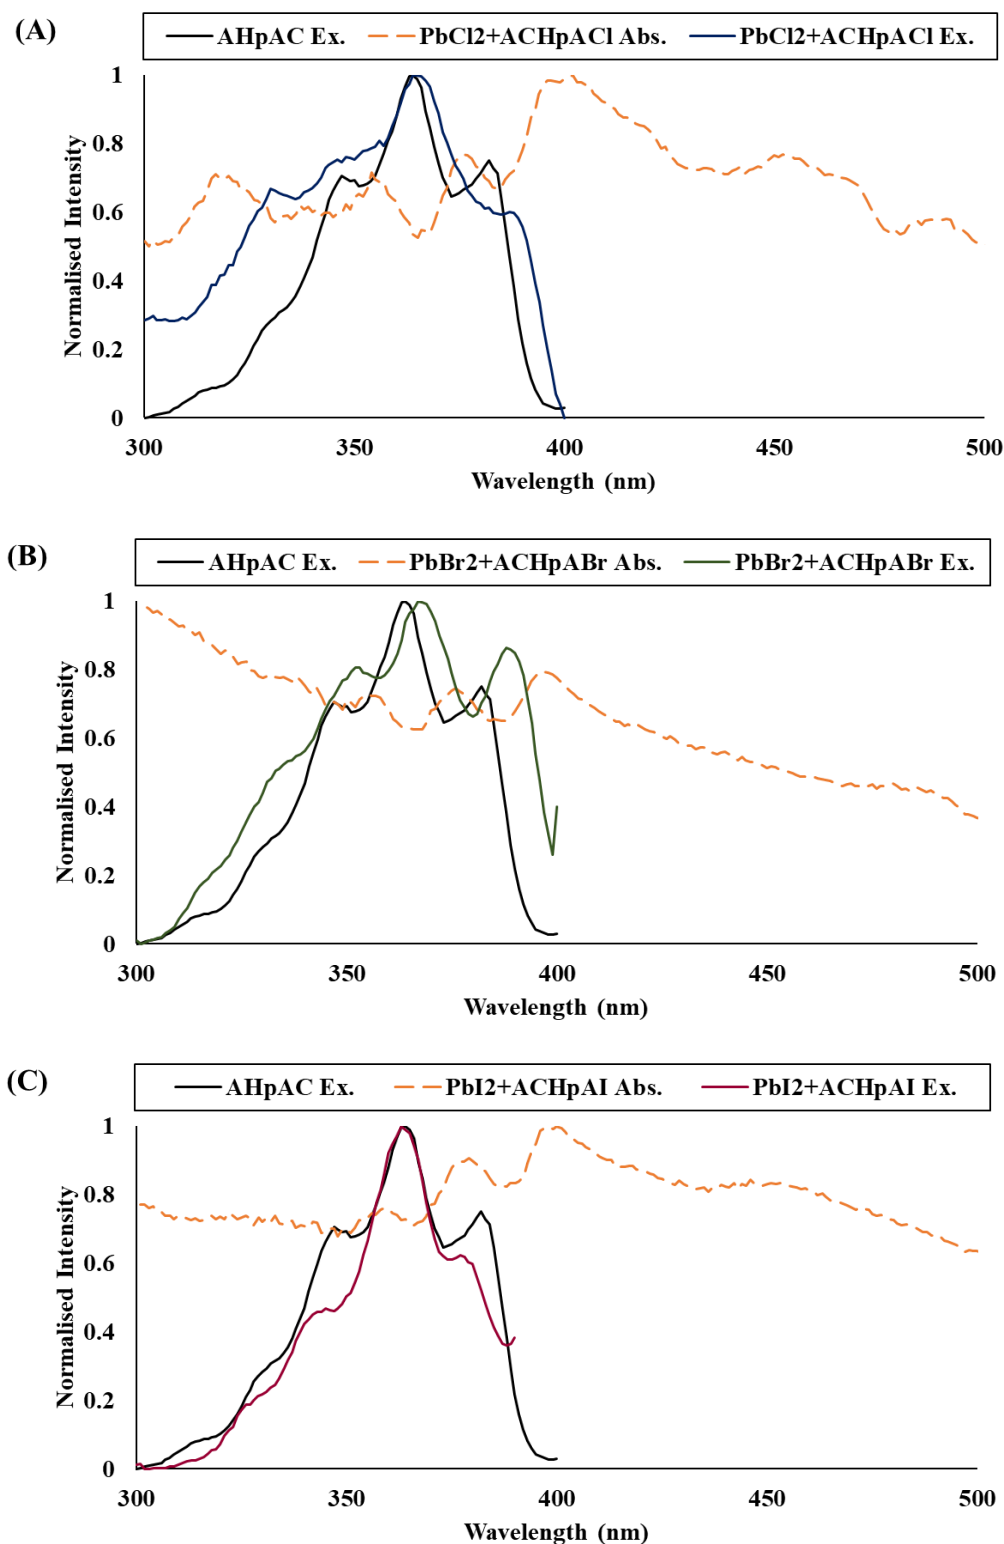 (A)
AHpAC Ex. PbCl2+ACHpACl Abs. PbCl2+ACHpACl Ex.
1
0.8
0.6
0.4
0.2
0
Normalised Intensity
300 350 400 450 500
Wavelength (nm)
(B)
AHpAC Ex. PbBr2+ACHpABr Abs. PbBr2+ACHpABr Ex.
1
0.8
0.6
0.4
0.2
0
Normalised Intensity
300 350 400 450 500
Wavelength (nm)
(C)
AHpAC Ex. PbI2+ACHpAI Abs. PbI2+ACHpAI Ex.
1
0.8
0.6
0.4
0.2
0
Normalised Intensity
300 350 400 450 500
Wavelength (nm)